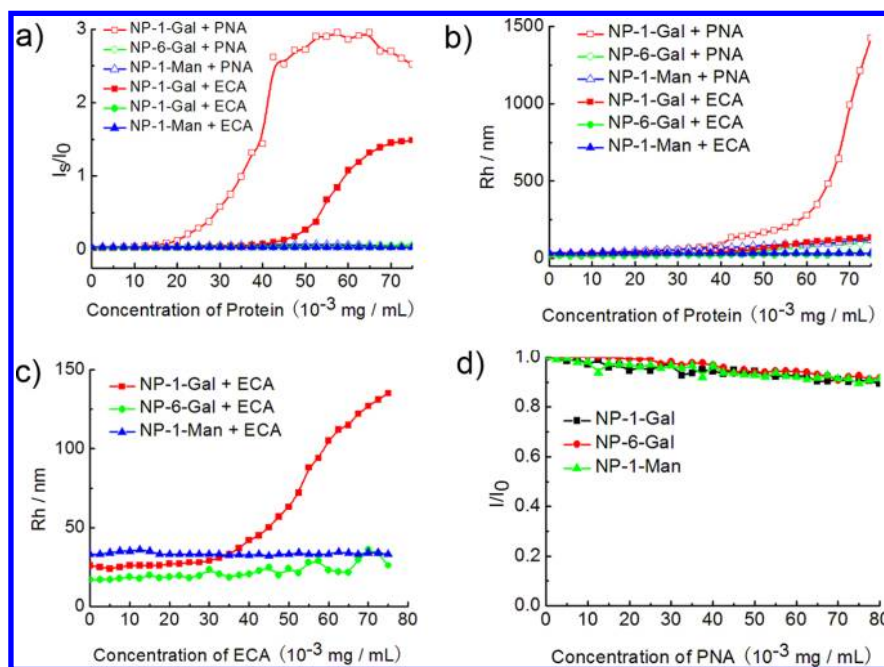 a)
NP-1-Gal + PNA
NP-6-Gal + PNA
NP-1-Man + PNA
NP-1-Gal + ECA
NP-1-Gal + ECA
NP-1-Man + ECA
3
2
1
0
Is/I0
0 10 20 30 40 50 60 70
Concentration of Protein (10-3 mg / mL)
b)
NP-1-Gal + PNA
NP-6-Gal + PNA
NP-1-Man + PNA
NP-1-Gal + ECA
NP-6-Gal + ECA
NP-1-Man + ECA
1500
1000
500
250
0
Rh / nm
0 10 20 30 40 50 60 70
Concentration of Protein (10-3 mg / mL)
c)
NP-1-Gal + ECA
NP-6-Gal + ECA
NP-1-Man + ECA
150
100
50
0
Rh / nm
0 10 20 30 40 50 60 70 80
Concentration of ECA (10-3 mg / mL)
d)
NP-1-Gal
NP-6-Gal
NP-1-Man
1.0
0.8
0.6
0.4
0.2
0.0
I/I0
0 10 20 30 40 50 60 70 80
Concentration of PNA (10-3 mg / mL)